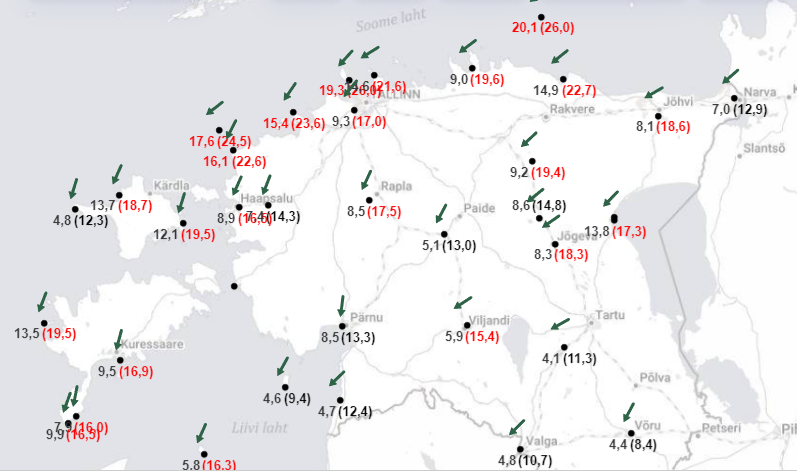 Soome laht
20,1 (26,0)
9,0 (19,6)
14,9 (22,7)
(21,6)
TALLINN
15,4 (23,6)
9,3 (17,0)
Rakvere
Jõhvi
8,1 (18,6)
Narva
7,0 (12,9)
Slantsõ
17,6 (24,5)
16,1 (22,6)
9,2 (19,4)
Kärdla
13,7 (18,7)
4,8 (12,3)
12,1 (19,5)
Haapsalu
8,9
(14,3)
Rapla
8,5 (17,5)
Paide
5,1 (13,0)
8,6 (14,8)
Jõgeva
8,3 (18,3)
13,8 (17,3)
13,5 (19,5)
Kuressaare
9,5 (16,9)
Pärnu
8,5 (13,3)
Viljandi
5,9 (15,4)
Tartu
4,1 (11,3)
4,6 (9,4)
4,7 (12,4)
Põlva
Võru
4,4 (8,4)
Petseri
Liivi laht
Valga
4,8 (10,7)
5,8 (16,3)